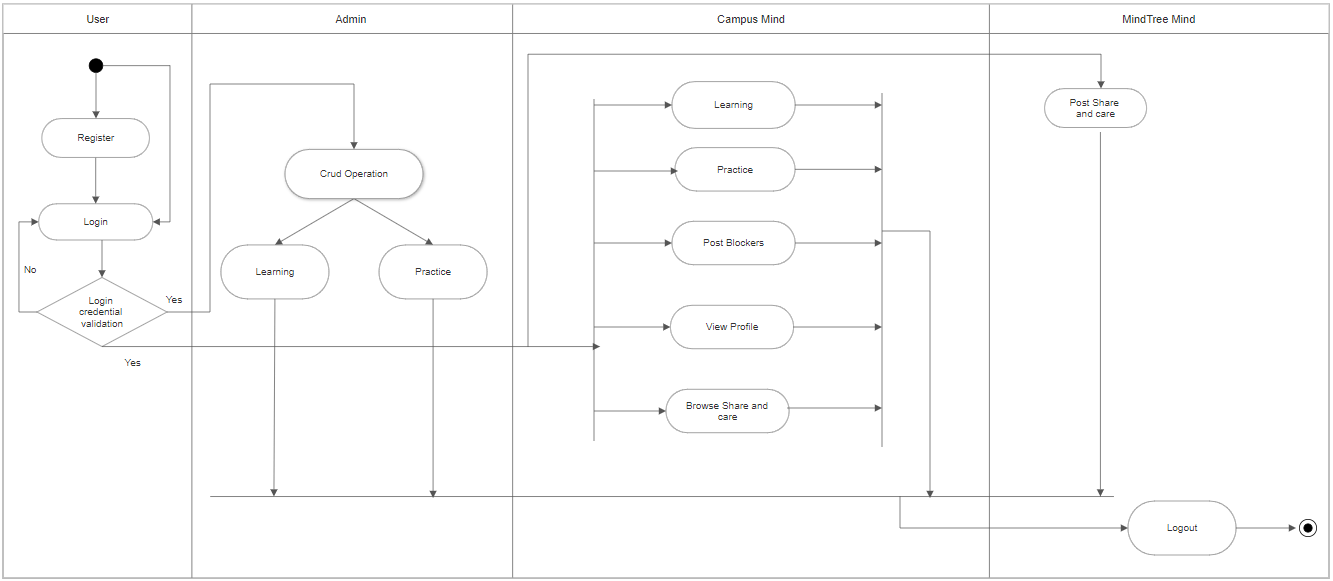 User
Admin
Campus Mind
MindTree Mind
Register
Login
No
Login
credential
validation
Yes
Yes
Crud Operation
Learning
Practice
Learning
Practice
Post Blockers
View Profile
Browse Share and
care
Post Share
and care
Logout